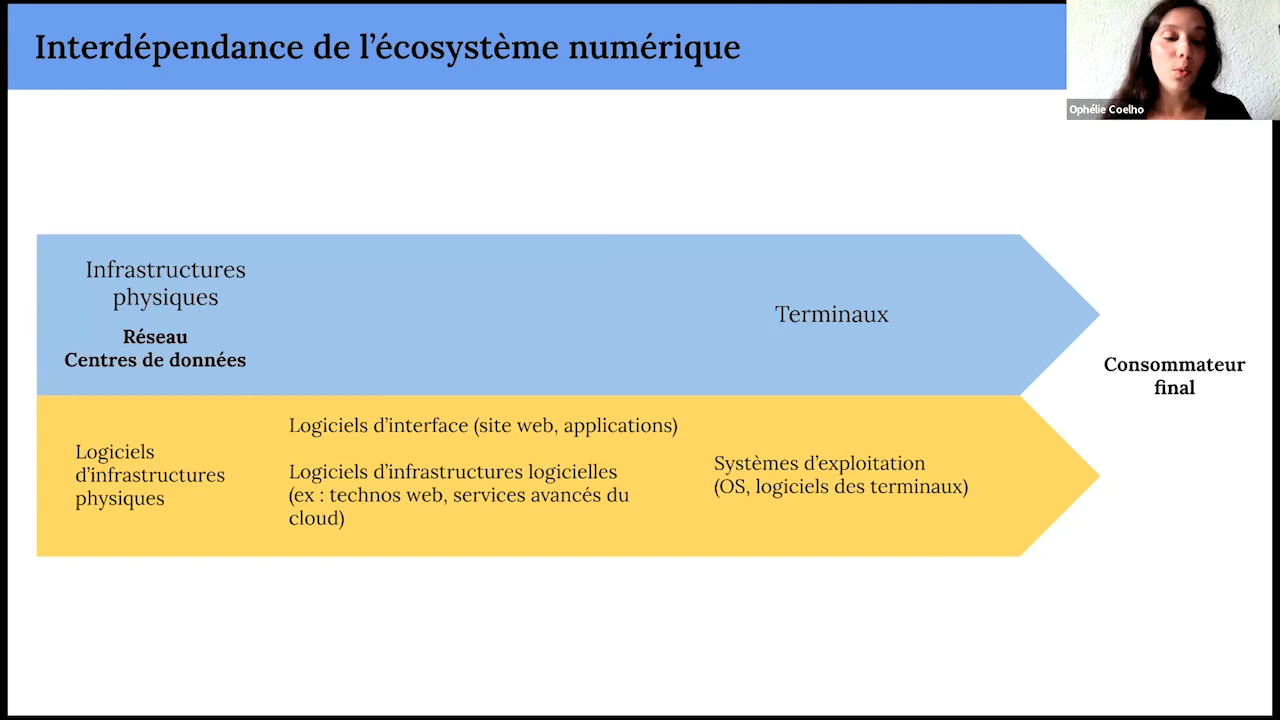 Interdépendance de l'écosystème numérique
Ophélie Coelho
Infrastructures
physiques
Réseau
Centres de données
Terminaux
Consommateur
final
Logiciels
d'infrastructures
physiques
Logiciels d'interface (site web, applications)
Logiciels d'infrastructures logicielles
(ex : technos web, services avancés du
cloud)
Systèmes d'exploitation
(OS, logiciels des terminaux)